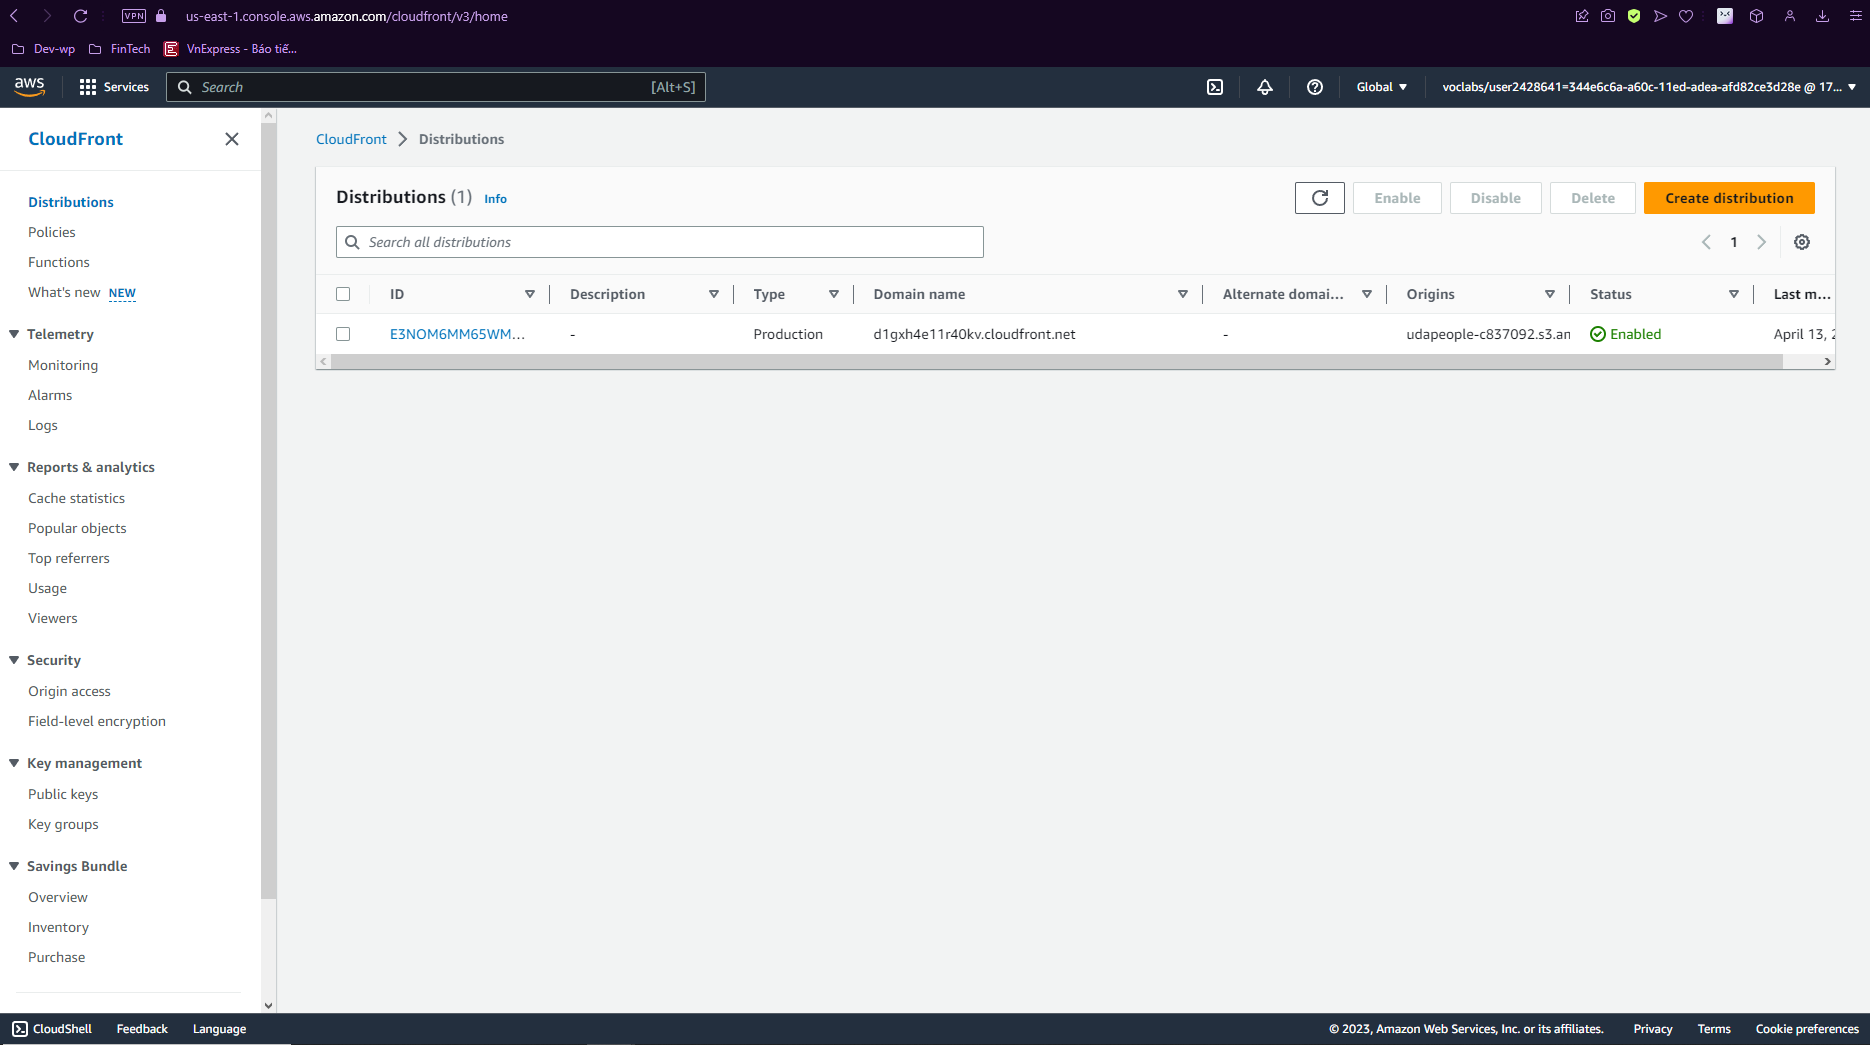 VPN us-east-1.console.aws.amazon.com/cloudfront/v3/home
Dev-wp FinTech VnExpress - Báo tiế...
aws Services Search [Alt+S] Global voclabs/user2428641=344e6c6a-a60c-11ed-adea-afd82ce3d28e @ 17...
CloudFront
Distributions
Policies
Functions
What's new NEW
Telemetry
Monitoring
Alarms
Logs
Reports & analytics
Cache statistics
Popular objects
Top referrers
Usage
Viewers
Security
Origin access
Field-level encryption
Key management
Public keys
Key groups
Savings Bundle
Overview
Inventory
Purchase
CloudFront Distributions
Distributions (1) Info Enable Disable Delete Create distribution
Search all distributions 1
ID Description Type Domain name Alternate domai... Origins Status Last m...
E3NOM6MM65WM... - Production d1gxh4e11r40kv.cloudfront.net - udapeople-c837092.s3.an Enabled April 13, 2
CloudShell Feedback Language © 2023, Amazon Web Services, Inc. or its affiliates. Privacy Terms Cookie preferences